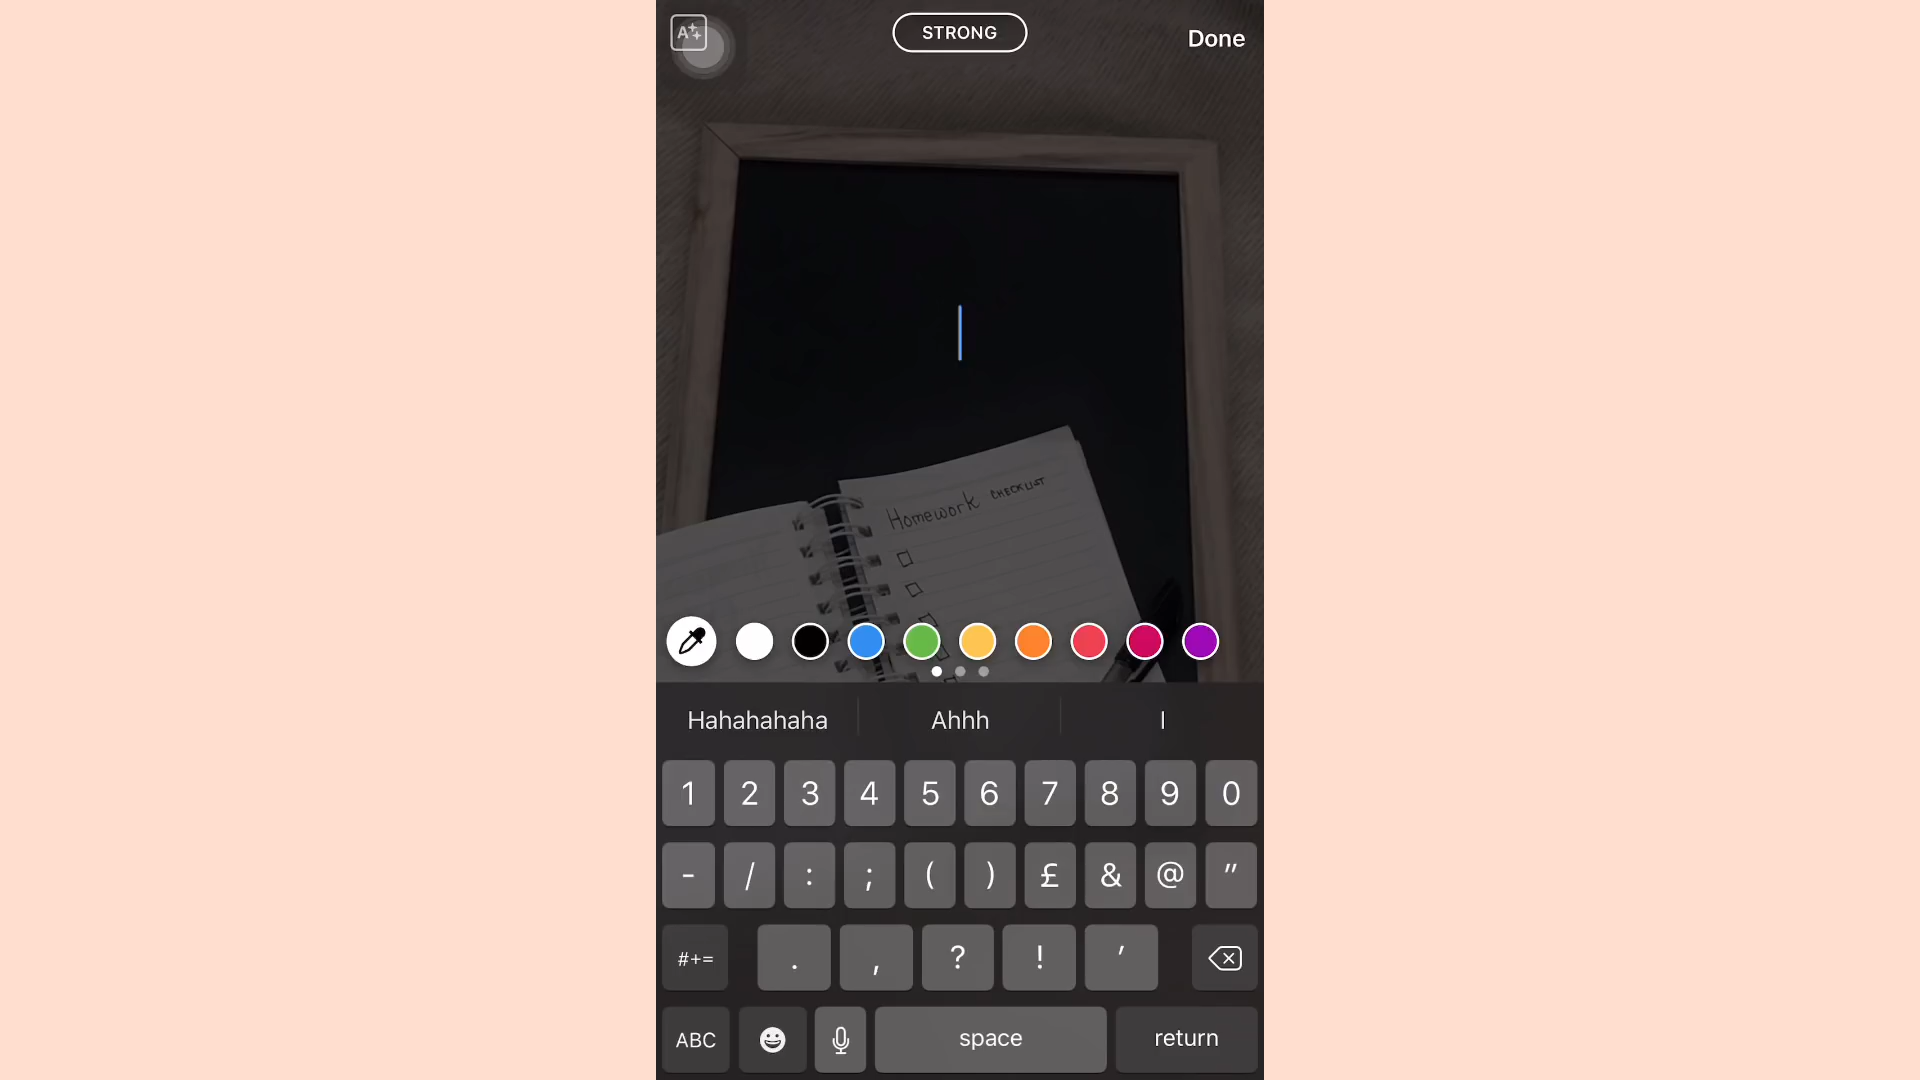 A
STRONG
Done
Homework CHECKLIST
Hahahahaha Ahhh I
1 2 3 4 5 6 7 8 9 0
- / : ; ( ) £ & @ "
#+= . , ? ! '
ABC space return